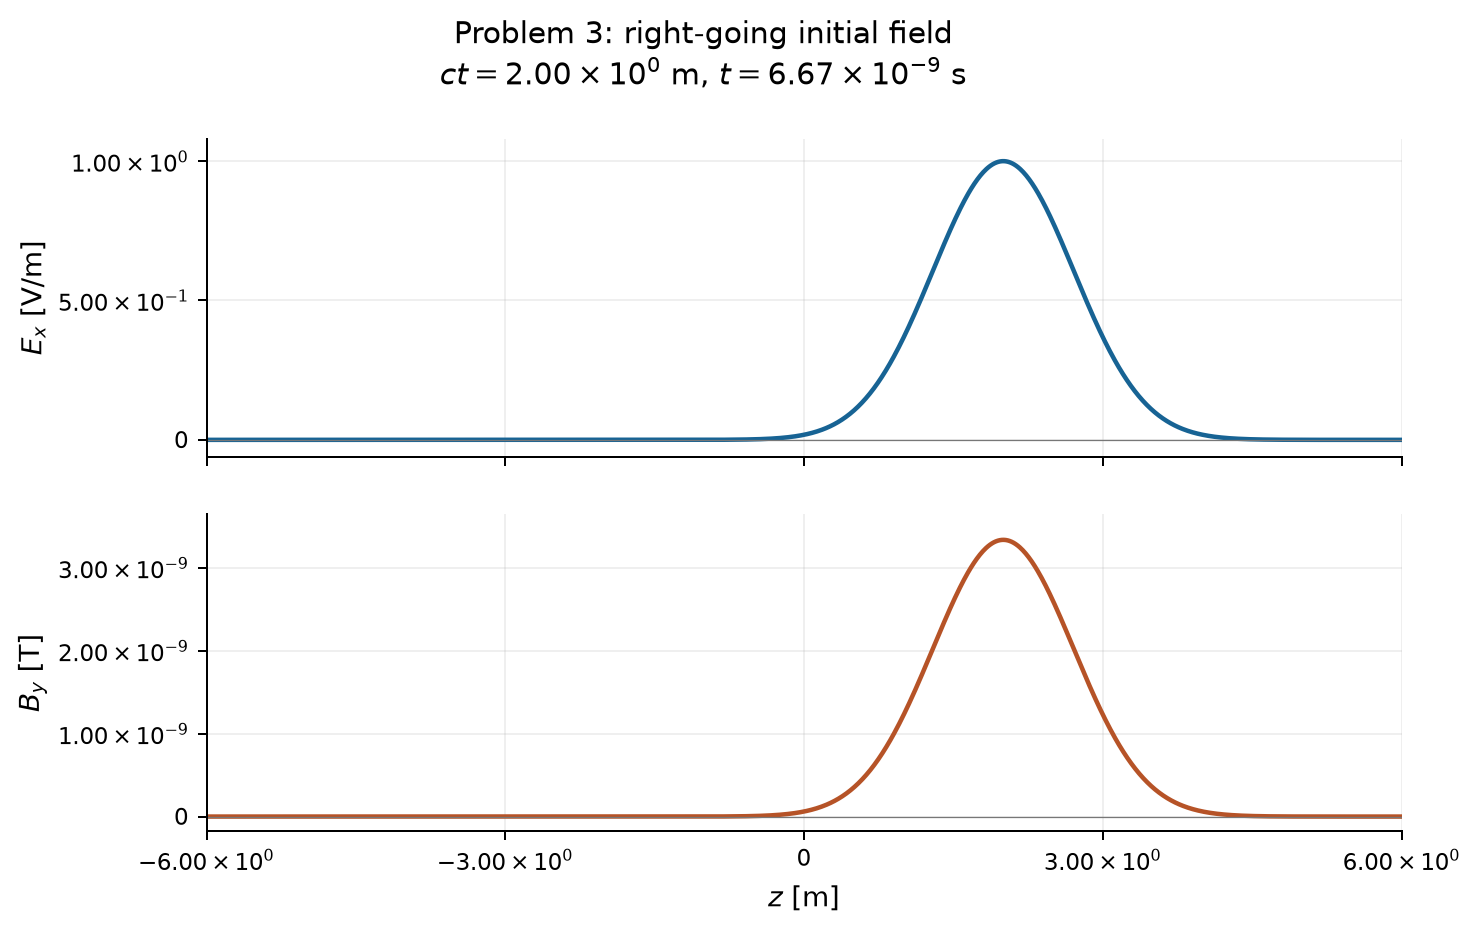 Problem 3: right-going initial field
ct = 2.00 × 10⁰ m, t = 6.67 × 10⁻⁹ s
1.00 × 10⁰
5.00 × 10⁻¹
0
Eₓ [V/m]
3.00 × 10⁻⁹
2.00 × 10⁻⁹
1.00 × 10⁻⁹
0
B_y [T]
−6.00 × 10⁰ −3.00 × 10⁰ 0 3.00 × 10⁰ 6.00 × 10⁰
z [m]